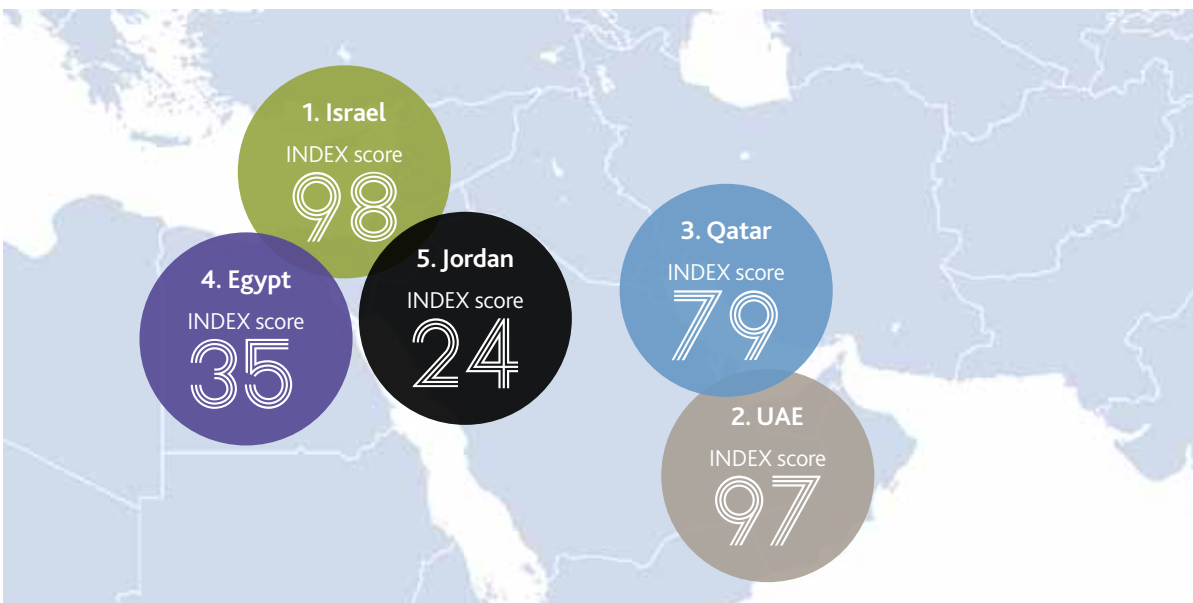 1. Israel
INDEX score
98
3. Qatar
INDEX score
79
4. Egypt
INDEX score
35
5. Jordan
INDEX score
24
2. UAE
INDEX score
97